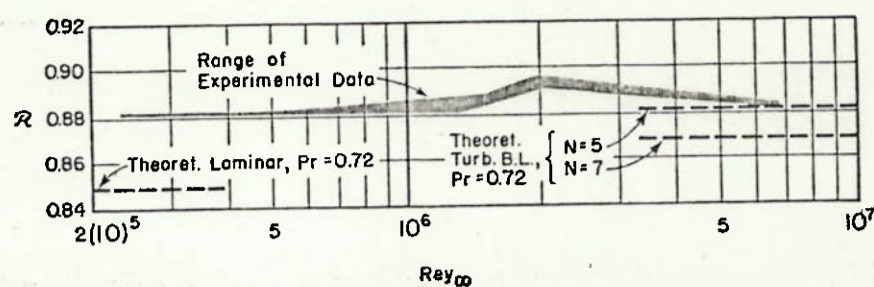 0.92
0.90
0.88
0.86
0.84
ℛ
Range of
Experimental Data
Theoret. Laminar, Pr = 0.72
Theoret.
Turb. B.L.,
Pr = 0.72
N = 5
N = 7
2(10)⁵
5
10⁶
2
5
10⁷
Rey∞